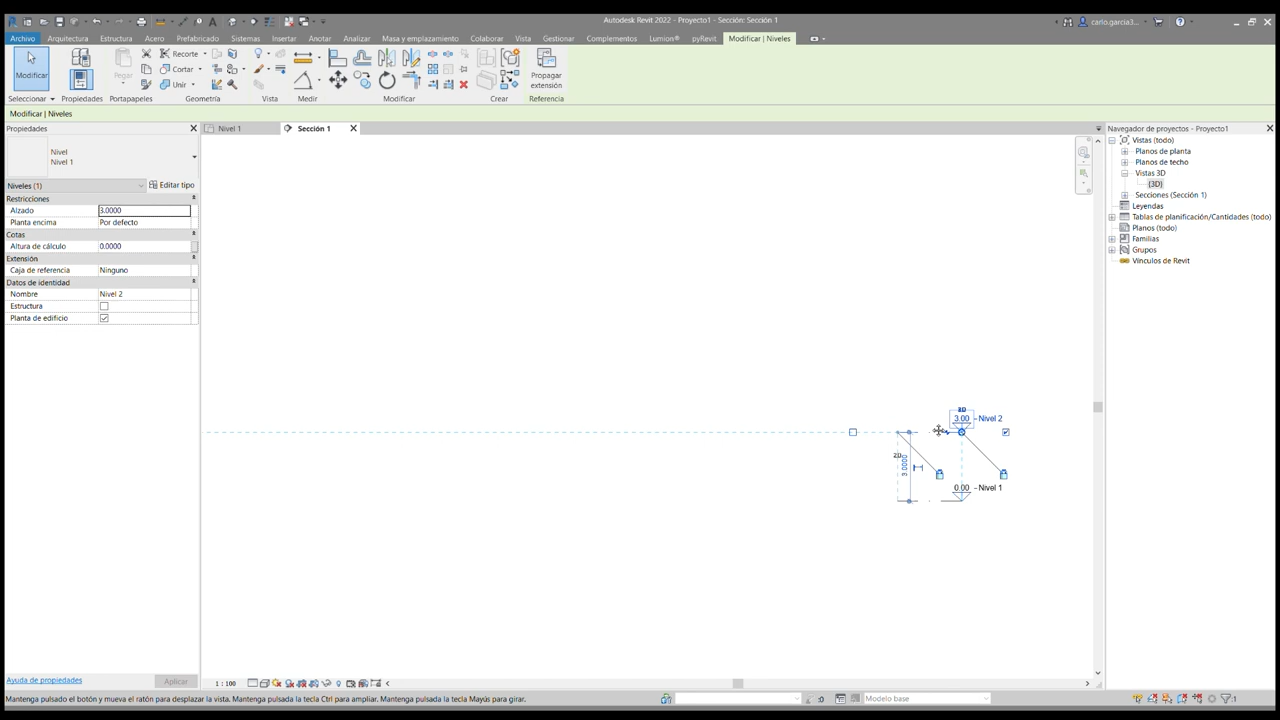 Autodesk Revit 2022 - Proyecto1 - Sección: Sección 1
carlo.garcia3...
Archivo Arquitectura Estructura Acero Prefabricado Sistemas Insertar Anotar Analizar Masa y emplazamiento Colaborar Vista Gestionar Complementos Lumion® pyRevit Modificar | Niveles
Modificar
Pegar
Recorte
Cortar
Unir
Propagar
extensión
Seleccionar Propiedades Portapapeles Geometría Vista Medir Modificar Crear Referencia
Modificar | Niveles
Propiedades
Nivel 1
Sección 1
Navegador de proyectos - Proyecto1
Nivel
Nivel 1
Niveles (1)
Editar tipo
Restricciones
Alzado 3.0000
Planta encima Por defecto
Cotas
Altura de cálculo 0.0000
Extensión
Caja de referencia Ninguno
Datos de identidad
Nombre Nivel 2
Estructura
Planta de edificio
Vistas (todo)
Planos de planta
Planos de techo
Vistas 3D
{3D}
Secciones (Sección 1)
Leyendas
Tablas de planificación/Cantidades (todo)
Planos (todo)
Familias
Grupos
Vínculos de Revit
3.00 - Nivel 2
2D
3.0000
0.00 - Nivel 1
Ayuda de propiedades
Aplicar
1 : 100
Mantenga pulsado el botón y mueva el ratón para desplazar la vista. Mantenga pulsada la tecla Ctrl para ampliar. Mantenga pulsada la tecla Mayús para girar.
:0
Modelo base
:1